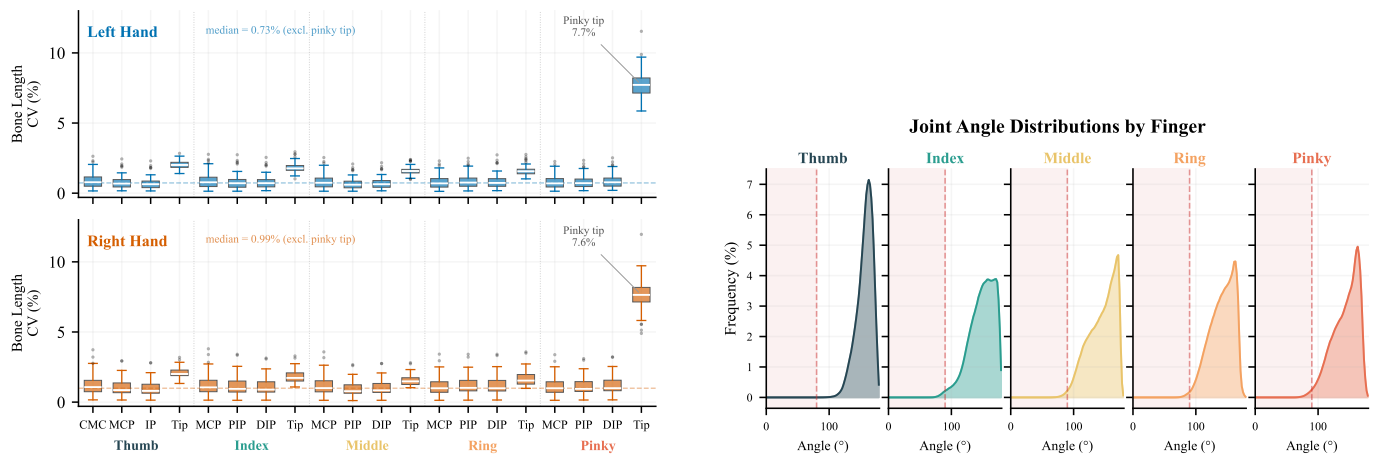 Left Hand
median = 0.73% (excl. pinky tip)
Pinky tip
7.7%
Bone Length
CV (%)
10
5
0
Right Hand
median = 0.99% (excl. pinky tip)
Pinky tip
7.6%
Bone Length
CV (%)
10
5
0
CMC MCP IP Tip MCP PIP DIP Tip MCP PIP DIP Tip MCP PIP DIP Tip MCP PIP DIP Tip
Thumb Index Middle Ring Pinky
Joint Angle Distributions by Finger
Thumb Index Middle Ring Pinky
Frequency (%)
7
6
5
4
3
2
1
0
0 100 0 100 0 100 0 100 0 100
Angle (°) Angle (°) Angle (°) Angle (°) Angle (°)